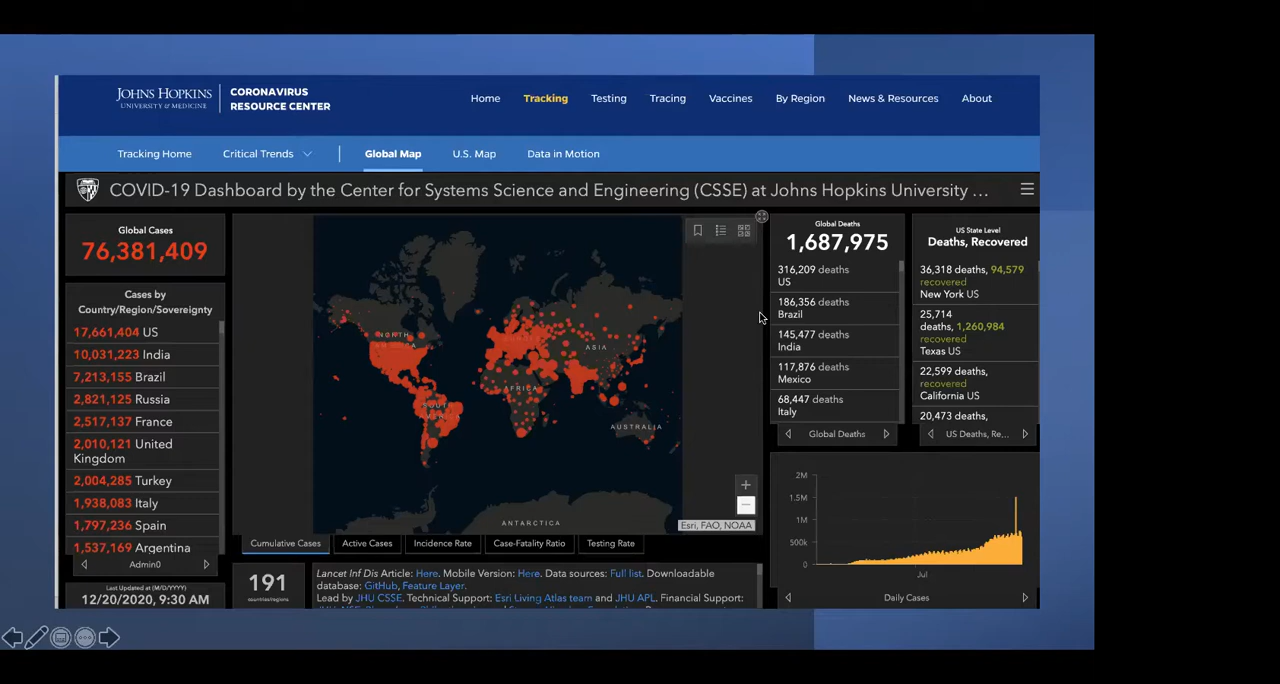 JOHNS HOPKINS
UNIVERSITY & MEDICINE
CORONAVIRUS
RESOURCE CENTER
Home
Tracking
Testing
Tracing
Vaccines
By Region
News & Resources
About
Tracking Home
Critical Trends
Global Map
U.S. Map
Data in Motion
COVID-19 Dashboard by the Center for Systems Science and Engineering (CSSE) at Johns Hopkins University ...
Global Cases
76,381,409
Cases by
Country/Region/Sovereignty
17,661,404 US
10,031,223 India
7,213,155 Brazil
2,821,125 Russia
2,517,137 France
2,010,121 United
Kingdom
2,004,285 Turkey
1,938,083 Italy
1,797,236 Spain
1,537,169 Argentina
Admin0
Last Updated at (M/D/YYYY)
12/20/2020, 9:30 AM
NORTH
AMERICA
SOUTH
AFRICA
ASIA
AUSTRALIA
ANTARCTICA
Esri, FAO, NOAA
Cumulative Cases
Active Cases
Incidence Rate
Case-Fatality Ratio
Testing Rate
191
countries/regions
Lancet Inf Dis Article: Here. Mobile Version: Here. Data sources: Full list. Downloadable
database: GitHub, Feature Layer.
Lead by JHU CSSE. Technical Support: Esri Living Atlas team and JHU APL. Financial Support:
Global Deaths
1,687,975
316,209 deaths
US
186,356 deaths
Brazil
145,477 deaths
India
117,876 deaths
Mexico
68,447 deaths
Italy
Global Deaths
US State Level
Deaths, Recovered
36,318 deaths, 94,579
recovered
New York US
25,714
deaths, 1,260,984
recovered
Texas US
22,599 deaths,
recovered
California US
20,473 deaths,
US Deaths, Re...
2M
1.5M
1M
500k
0
Jul
Daily Cases